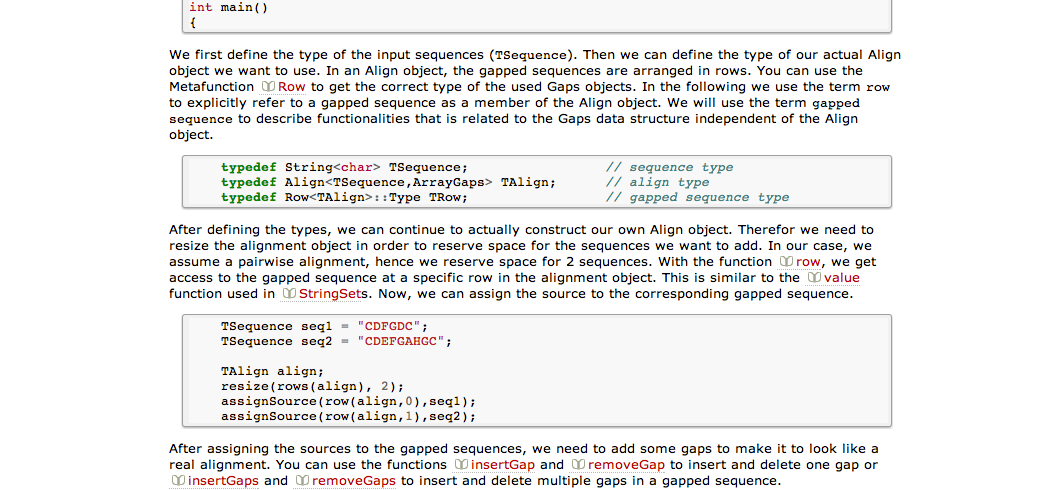 int main()
{
We first define the type of the input sequences (TSequence). Then we can define the type of our actual Align
object we want to use. In an Align object, the gapped sequences are arranged in rows. You can use the
Metafunction Row to get the correct type of the used Gaps objects. In the following we use the term row
to explicitly refer to a gapped sequence as a member of the Align object. We will use the term gapped
sequence to describe functionalities that is related to the Gaps data structure independent of the Align
object.
typedef String<char> TSequence; // sequence type
typedef Align<TSequence,ArrayGaps> TAlign; // align type
typedef Row<TAlign>::Type TRow; // gapped sequence type
After defining the types, we can continue to actually construct our own Align object. Therefor we need to
resize the alignment object in order to reserve space for the sequences we want to add. In our case, we
assume a pairwise alignment, hence we reserve space for 2 sequences. With the function row, we get
access to the gapped sequence at a specific row in the alignment object. This is similar to the value
function used in StringSets. Now, we can assign the source to the corresponding gapped sequence.
TSequence seq1 = "CDFGDC";
TSequence seq2 = "CDEFGAHGC";
TAlign align;
resize(rows(align), 2);
assignSource(row(align,0),seq1);
assignSource(row(align,1),seq2);
After assigning the sources to the gapped sequences, we need to add some gaps to make it to look like a
real alignment. You can use the functions insertGap and removeGap to insert and delete one gap or
insertGaps and removeGaps to insert and delete multiple gaps in a gapped sequence.